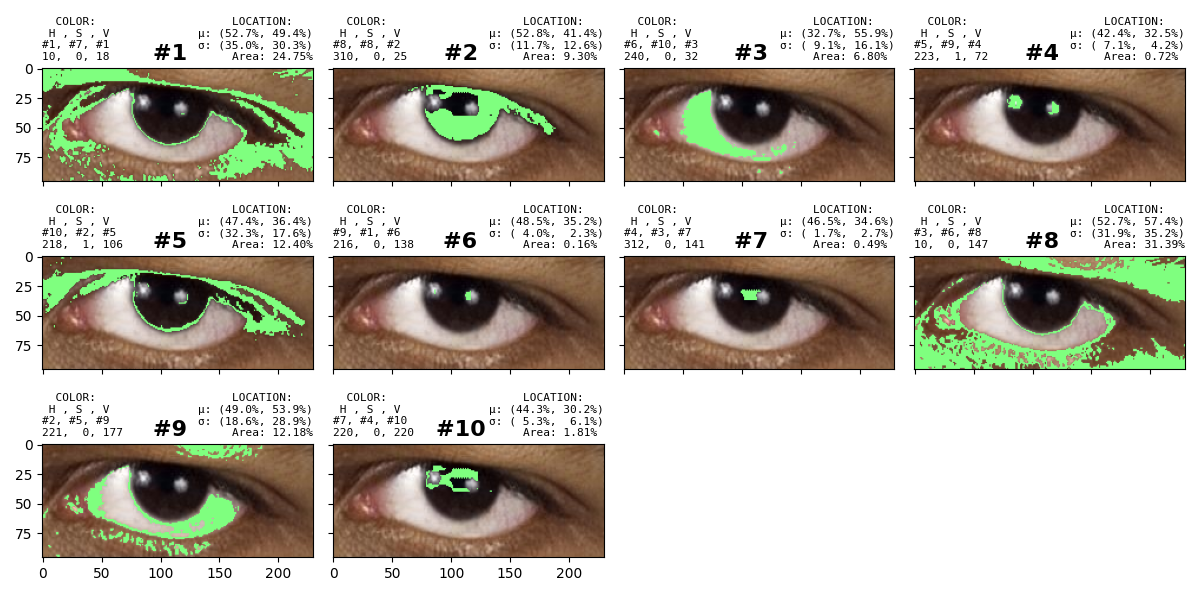 COLOR: LOCATION:
H , S , V μ: (52.7%, 49.4%)
#1, #7, #1 #1 σ: (35.0%, 30.3%)
10, 0, 18 Area: 24.75%
COLOR: LOCATION:
H , S , V μ: (52.8%, 41.4%)
#8, #8, #2 #2 σ: (11.7%, 12.6%)
310, 0, 25 Area: 9.30%
COLOR: LOCATION:
H , S , V μ: (32.7%, 55.9%)
#6, #10, #3 #3 σ: ( 9.1%, 16.1%)
240, 0, 32 Area: 6.80%
COLOR: LOCATION:
H , S , V μ: (42.4%, 32.5%)
#5, #9, #4 #4 σ: ( 7.1%, 4.2%)
223, 1, 72 Area: 0.72%
0
25
50
75
COLOR: LOCATION:
H , S , V μ: (47.4%, 36.4%)
#10, #2, #5 #5 σ: (32.3%, 17.6%)
218, 1, 106 Area: 12.40%
COLOR: LOCATION:
H , S , V μ: (48.5%, 35.2%)
#9, #1, #6 #6 σ: ( 4.0%, 2.3%)
216, 0, 138 Area: 0.16%
COLOR: LOCATION:
H , S , V μ: (46.5%, 34.6%)
#4, #3, #7 #7 σ: ( 1.7%, 2.7%)
312, 0, 141 Area: 0.49%
COLOR: LOCATION:
H , S , V μ: (52.7%, 57.4%)
#3, #6, #8 #8 σ: (31.9%, 35.2%)
10, 0, 147 Area: 31.39%
0
25
50
75
COLOR: LOCATION:
H , S , V μ: (49.0%, 53.9%)
#2, #5, #9 #9 σ: (18.6%, 28.9%)
221, 0, 177 Area: 12.18%
COLOR: LOCATION:
H , S , V μ: (44.3%, 30.2%)
#7, #4, #10 #10 σ: ( 5.3%, 6.1%)
220, 0, 220 Area: 1.81%
0
25
50
75
0 50 100 150 200
0 50 100 150 200